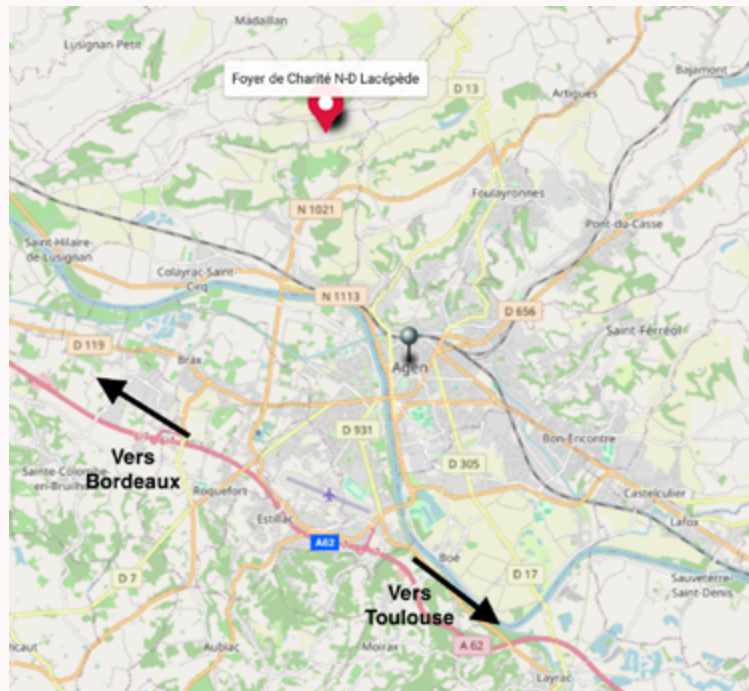 Madaillan
Lusignan-Petit
Foyer de Charité N-D Lacépède
Bajamont
D 13
Artigues
Foulayronnes
N 1021
Pont-du-Casse
Saint-Hilaire-
de-Lusignan
Colayrac-Saint-
Cirq
N 1113
D 656
Saint-Ferréol
D 119
Brax
Agen
D 931
Bon-Encontre
Vers
Bordeaux
D 305
Sainte-Colombe-
en-Bruilh
Roquefort
Castelculier
Estillac
Lafox
A62
Boé
D 7
D 17
Sauveterre-
Saint-Denis
Vers
Toulouse
Aubiac
Moirax
A 62
Layrac